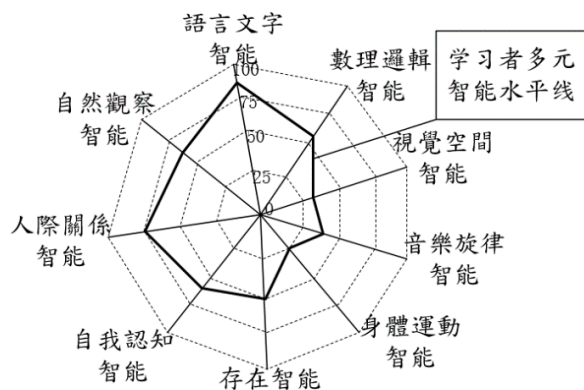 語言文字
智能
數理邏輯
智能
学习者多元
智能水平线
視覺空間
智能
音樂旋律
智能
身體運動
智能
存在智能
自我認知
智能
人際關係
智能
自然觀察
智能
100
75
50
25
0